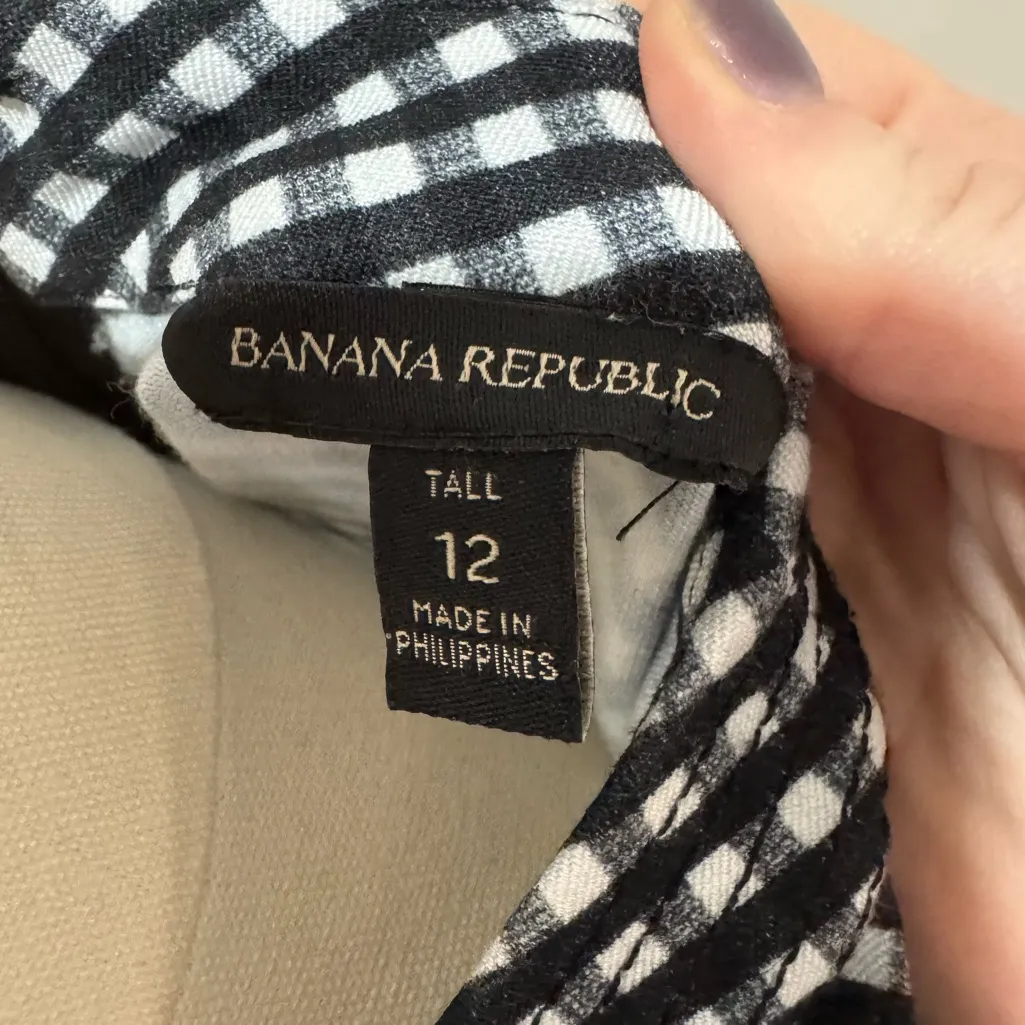 BANANA REPUBLIC
TALL
12
MADE IN
PHILIPPINES